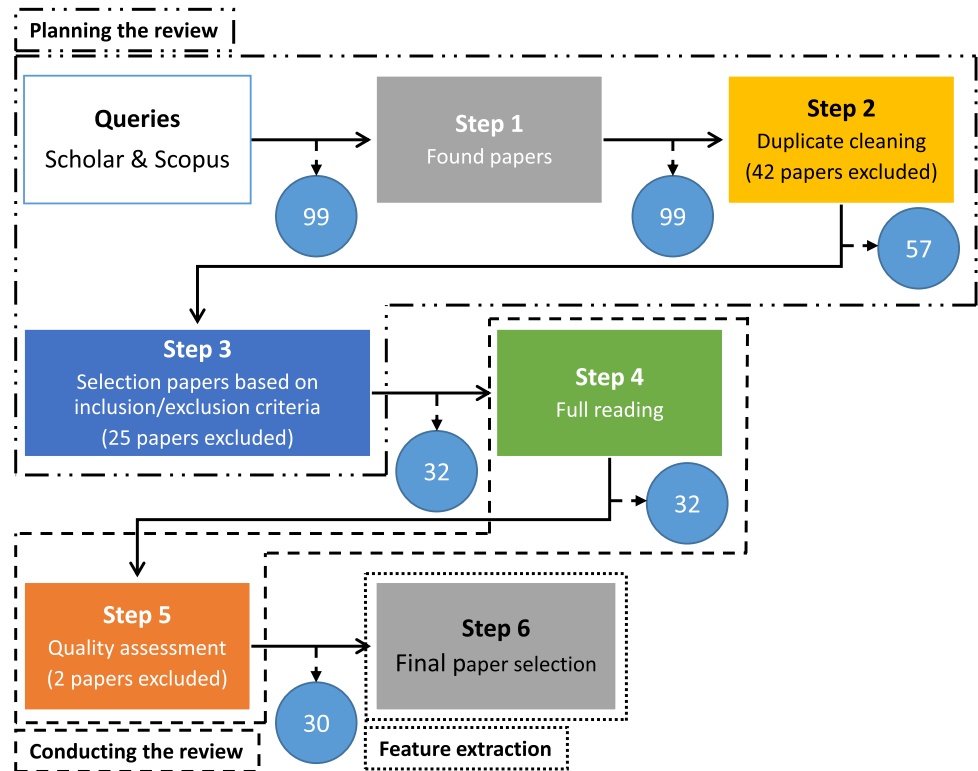 Planning the review
Queries
Scholar & Scopus
99
Step 1
Found papers
99
Step 2
Duplicate cleaning
(42 papers excluded)
57
Step 3
Selection papers based on
inclusion/exclusion criteria
(25 papers excluded)
32
Step 4
Full reading
32
Step 5
Quality assessment
(2 papers excluded)
30
Step 6
Final paper selection
Conducting the review
Feature extraction